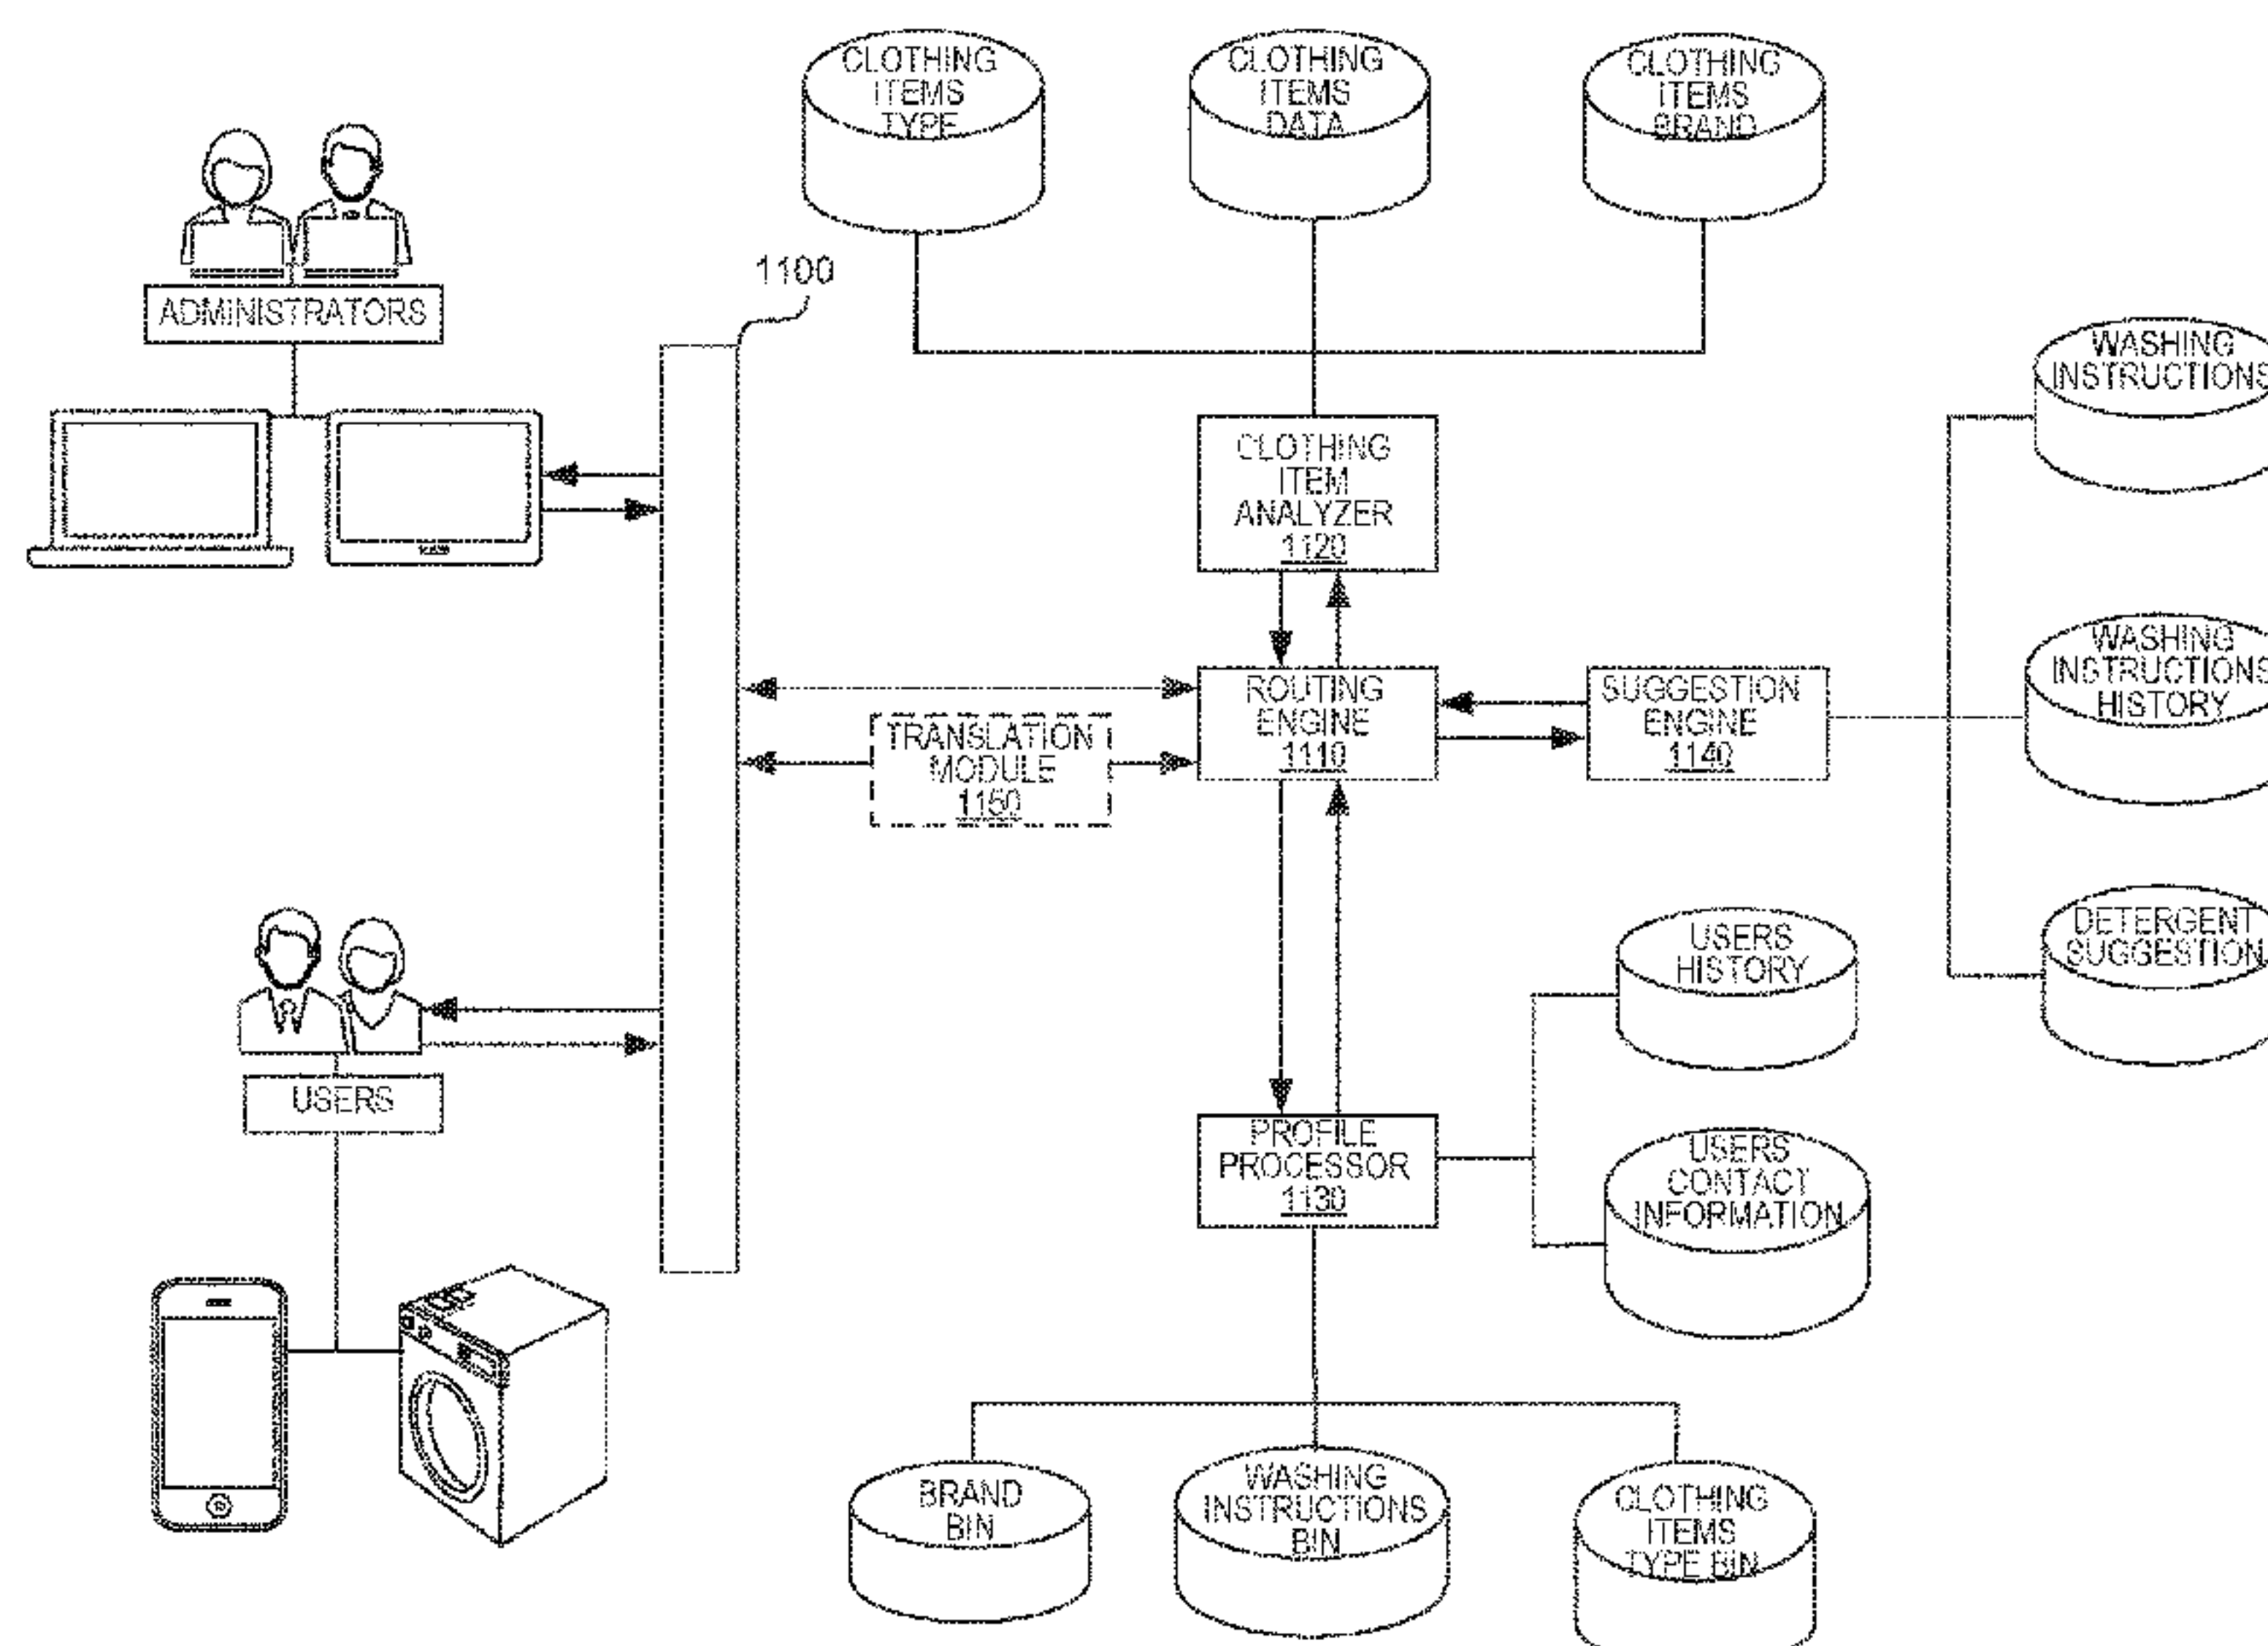 CLOTHING
ITEMS
TYPE
CLOTHING
ITEMS
DATA
CLOTHING
ITEMS
BRAND
ADMINISTRATORS
1100
WASHING
INSTRUCTIONS
CLOTHING
ITEM
ANALYZER
1120
WASHING
INSTRUCTIONS
HISTORY
ROUTING
ENGINE
1110
SUGGESTION
ENGINE
1140
TRANSLATION
MODULE
1150
DETERGENT
SUGGESTION
USERS
HISTORY
USERS
PROFILE
PROCESSOR
1130
USERS
CONTACT
INFORMATION
BRAND
BIN
WASHING
INSTRUCTIONS
BIN
CLOTHING
ITEMS
TYPE BIN